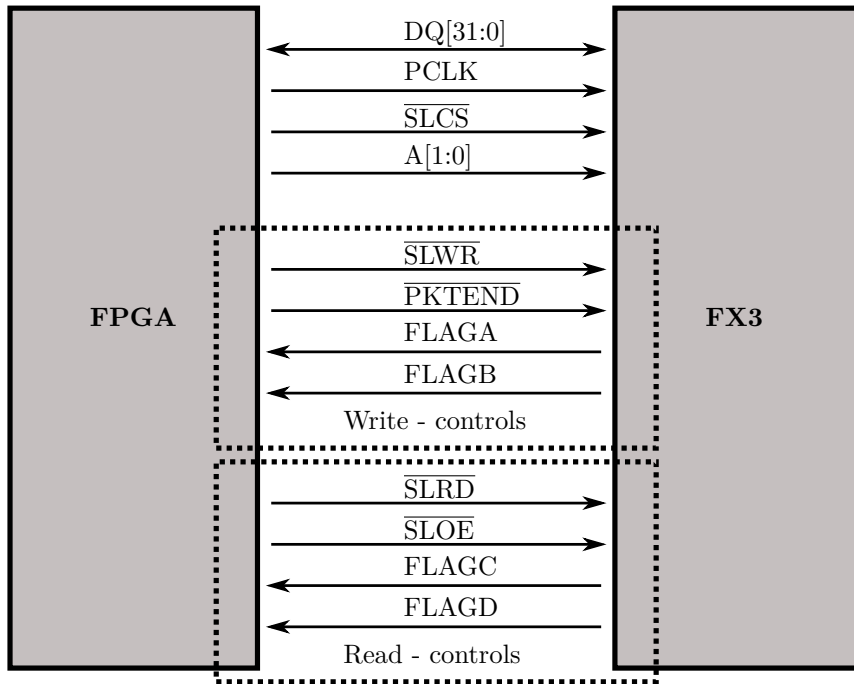 DQ[31:0]
PCLK
SLCS
A[1:0]
SLWR
PKTEND
FPGA
FX3
FLAGA
FLAGB
Write - controls
SLRD
SLOE
FLAGC
FLAGD
Read - controls